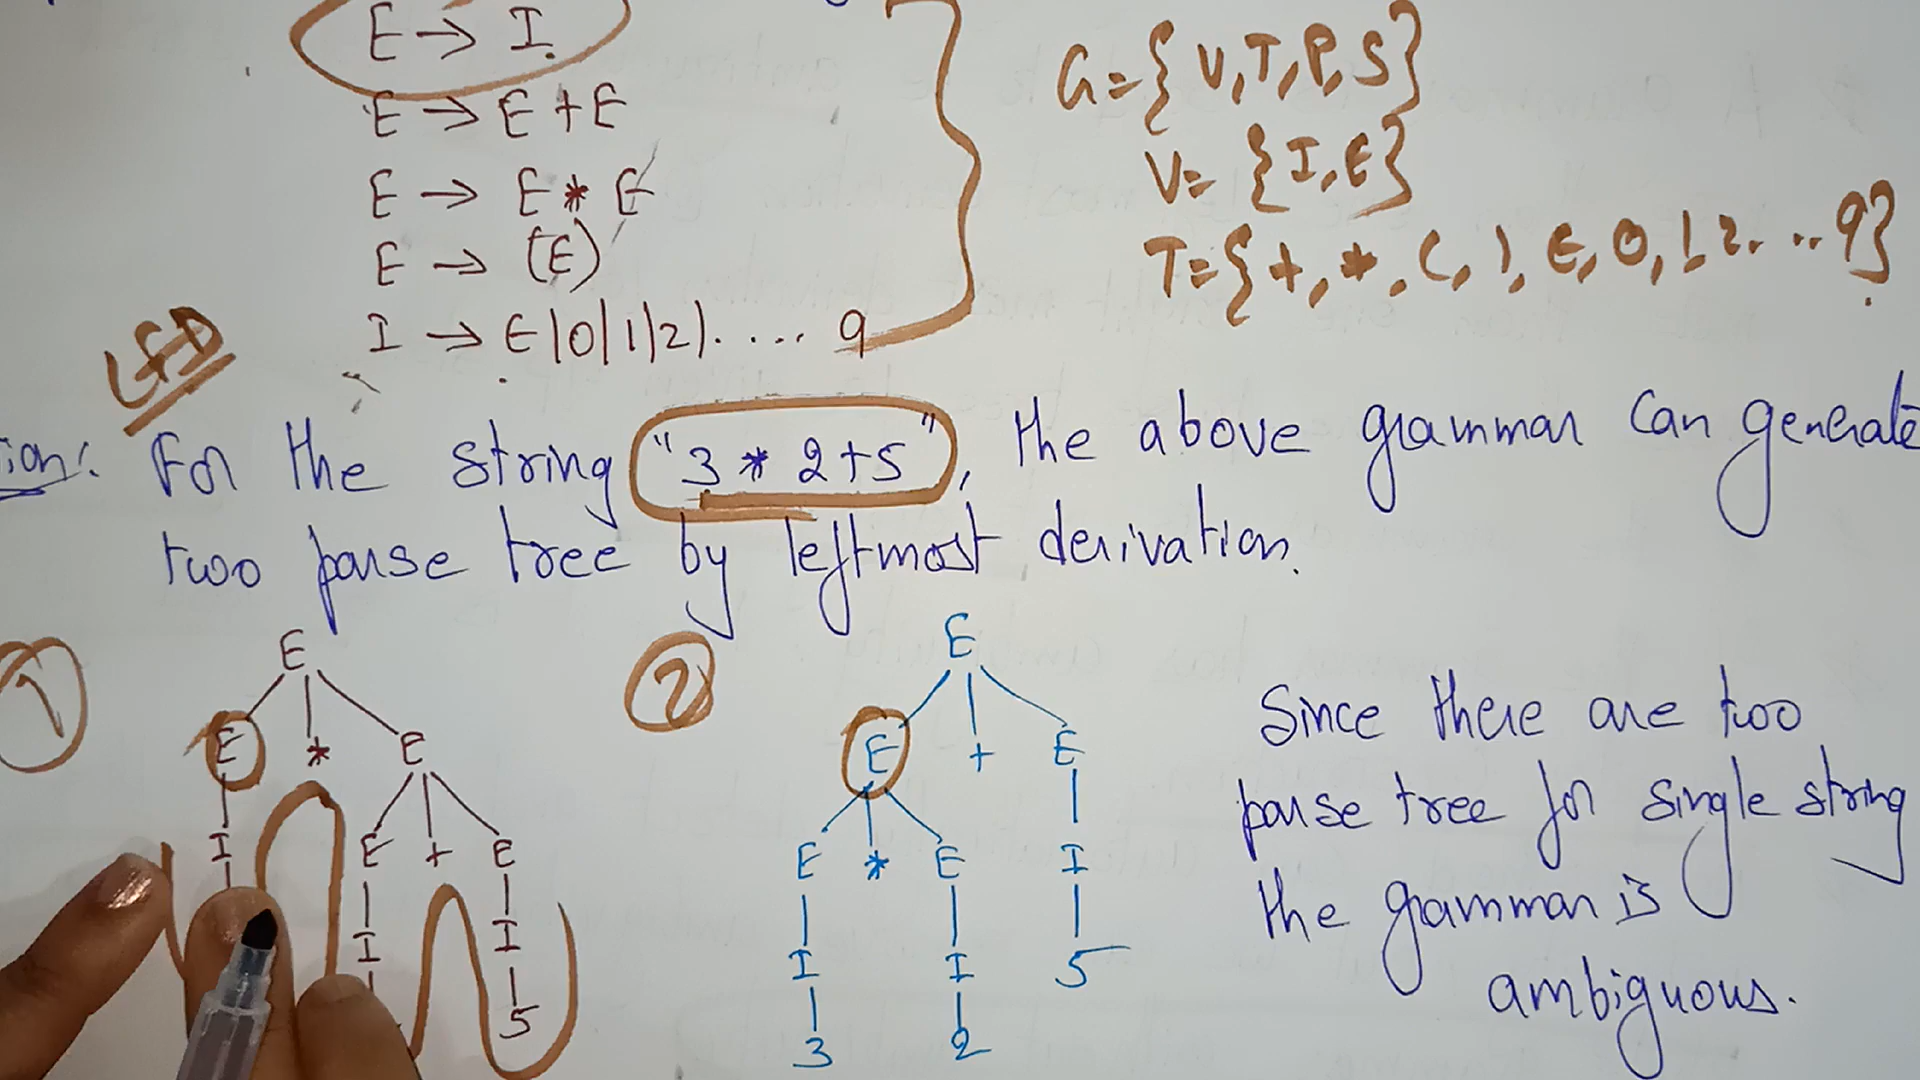 E → I
E → E + E
E → E * E
E → (E)
I → ϵ|0|1|2|..... 9
G={V,T,P,S}
V= {I,E}
T={+,*,(,),ϵ,0,1,2...9}
LFD
For the string "3 * 2+5", the above grammar can generate
two parse tree by leftmost derivation.
1
E
E * E
I E + E
I I
5
2
E
E + E
E * E I
I I 5
3 2
Since there are two
parse tree for single string
the grammar is
ambiguous.